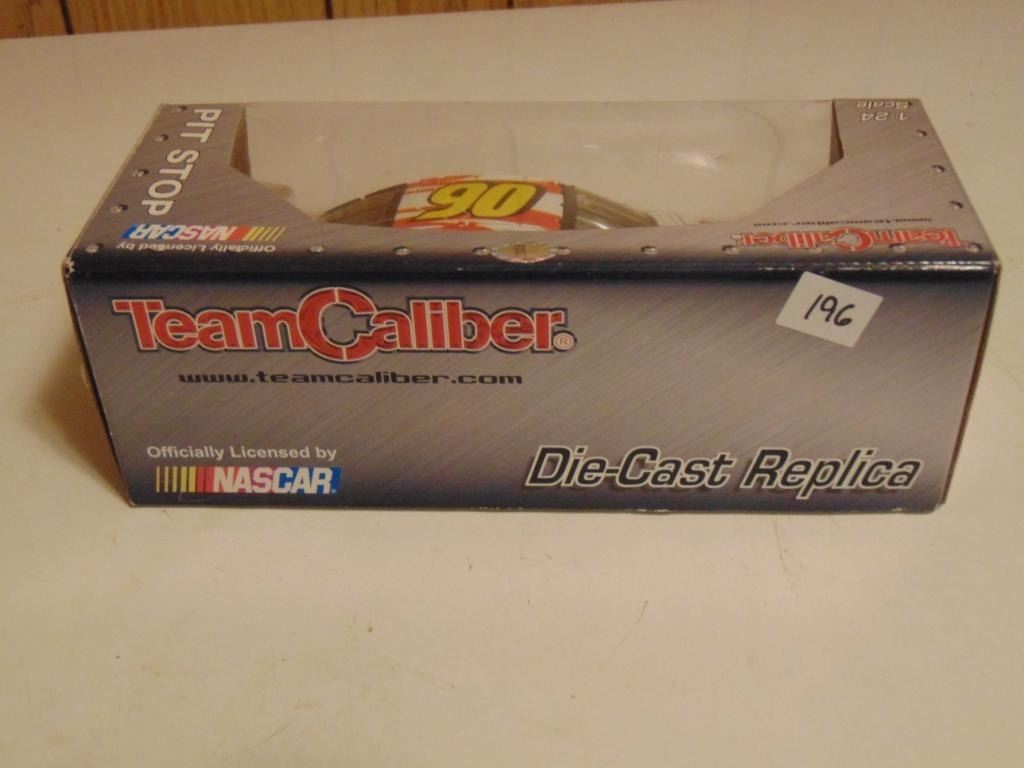 PIT STOP
Officially Licensed by
NASCAR
1:24
Scale
www.teamcaliber.com
TeamCaliber
90
TeamCaliber®
196
www.teamcaliber.com
Officially Licensed by
NASCAR
Die-Cast Replica